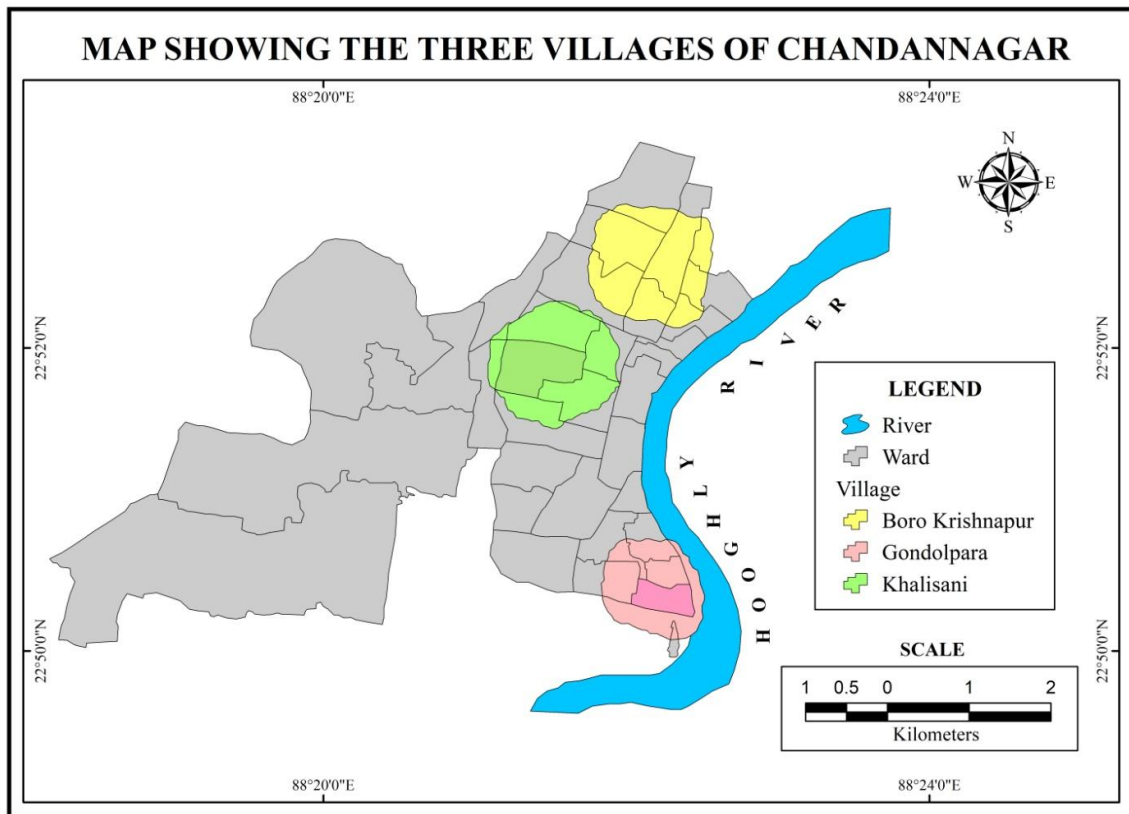 MAP SHOWING THE THREE VILLAGES OF CHANDANNAGAR
88°20'0"E
88°24'0"E
N
W
E
S
22°52'0"N
22°52'0"N
HOOGHLY RIVER
LEGEND
River
Ward
Village
Boro Krishnapur
Gondolpara
Khalisani
22°50'0"N
22°50'0"N
SCALE
1 0.5 0 1 2
Kilometers
88°20'0"E
88°24'0"E